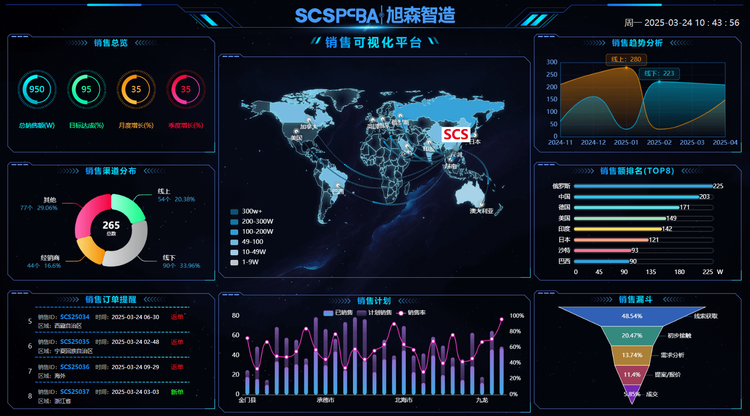 SCSPCBA 旭森智造
销售可视化平台
周一 2025-03-24 10:43:56
销售总览
950
95
35
35
总销售额(W)
目标达成(%)
月度增长(%)
季度增长(%)
销售渠道分布
其他
77个 29.06%
线上
54个 20.38%
265
总数
经销商
44个 16.6%
线下
90个 33.96%
销售订单提醒
5
销售ID: SCS25034 时间: 2025-03-24 06-30
区域: 西藏自治区
6
销售ID: SCS25035 时间: 2025-03-24 02-48
区域: 宁夏回族自治区
7
销售ID: SCS25036 时间: 2025-03-24 09-29
区域: 海外
8
销售ID: SCS25037 时间: 2025-03-24 03-03
新单
区域: 浙江省
加拿大
美国
SCS
日本
澳大利亚
300w+
200-300W
100-200W
49-100
10-49W
1-9W
销售计划
已销售
计划销售
销售率
80
60
40
20
0
100%
80%
60%
40%
20%
0%
金门县
承德市
北海市
九龙
销售趋势分析
线上: 280
线下: 223
300
250
200
150
100
50
0
2024-11
2024-12
2025-01
2025-02
2025-03
2025-04
销售额排名(TOP8)
俄罗斯
225
中国
203
德国
171
美国
149
印度
142
日本
121
沙特
93
巴西
90
0 45 90 135 180 225 W
销售漏斗
48.54%
线索获取
20.47%
初步接触
13.74%
需求分析
11.4%
提案/报价
5.85%
成交